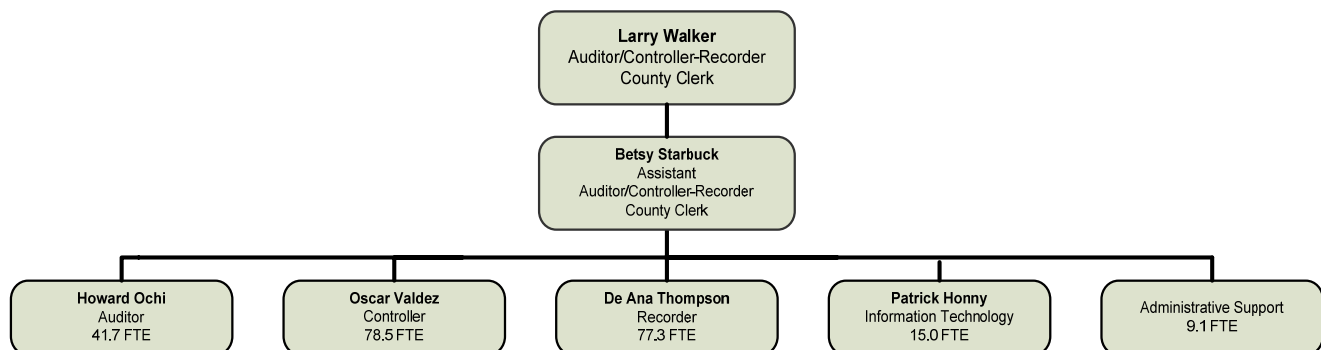 Larry Walker
Auditor/Controller-Recorder
County Clerk
Betsy Starbuck
Assistant
Auditor/Controller-Recorder
County Clerk
Howard Ochi
Auditor
41.7 FTE
Oscar Valdez
Controller
78.5 FTE
De Ana Thompson
Recorder
77.3 FTE
Patrick Honny
Information Technology
15.0 FTE
Administrative Support
9.1 FTE